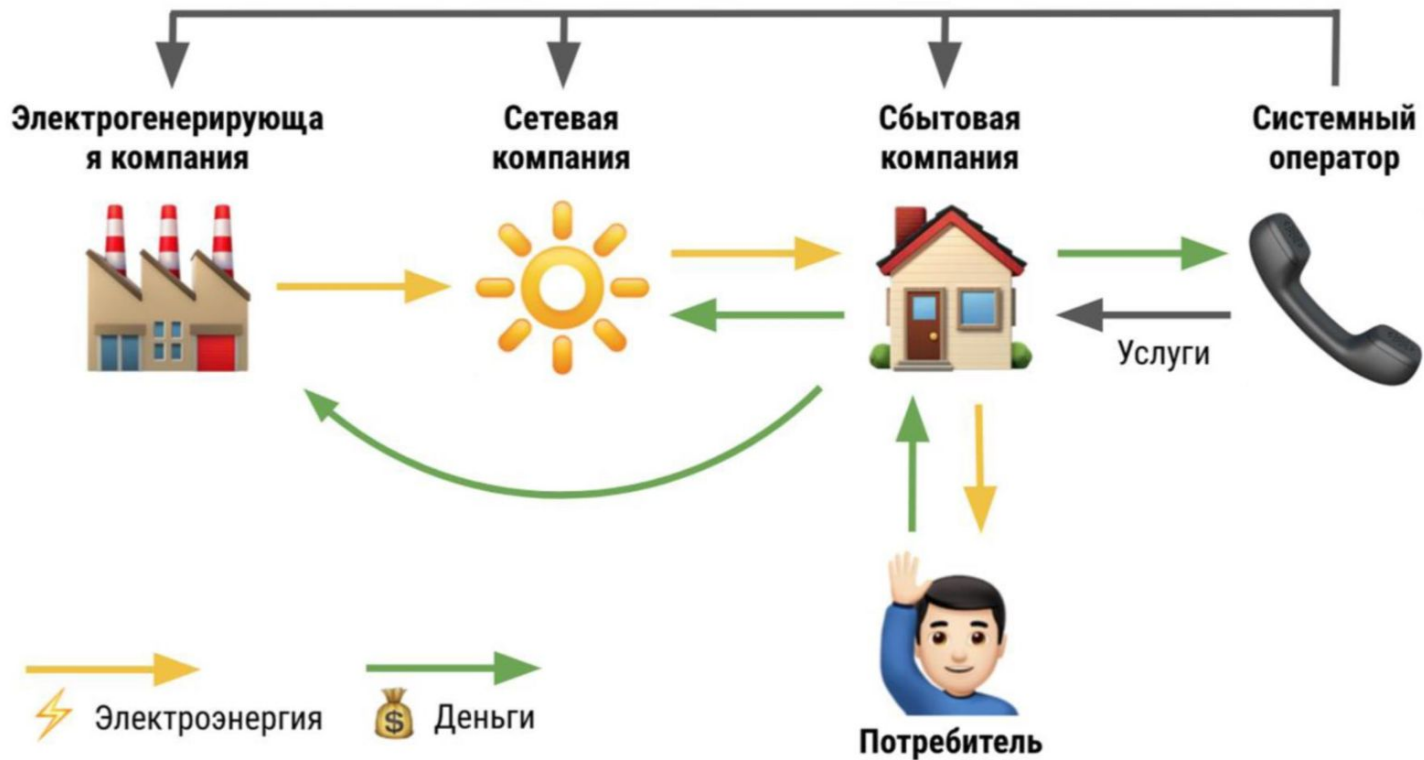 Электрогенерирующа
я компания
Сетевая
компания
Сбытовая
компания
Системный
оператор
Услуги
Электроэнергия
$
Деньги
Потребитель